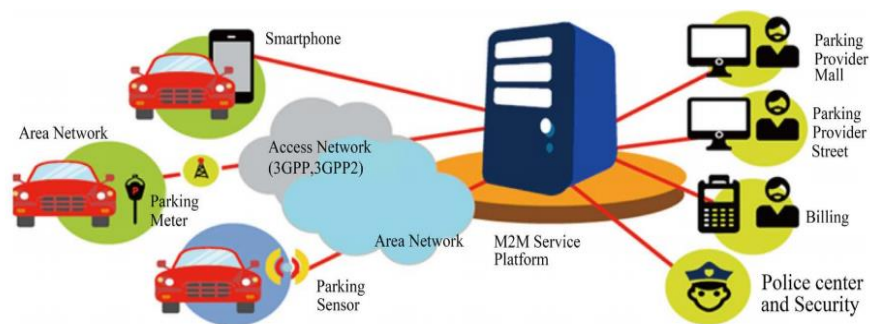 Smartphone
Area Network
Parking
Meter
P
Access Network
(3GPP,3GPP2)
Area Network
Parking
Sensor
M2M Service
Platform
Parking
Provider
Mall
Parking
Provider
Street
Billing
Police center
and Security